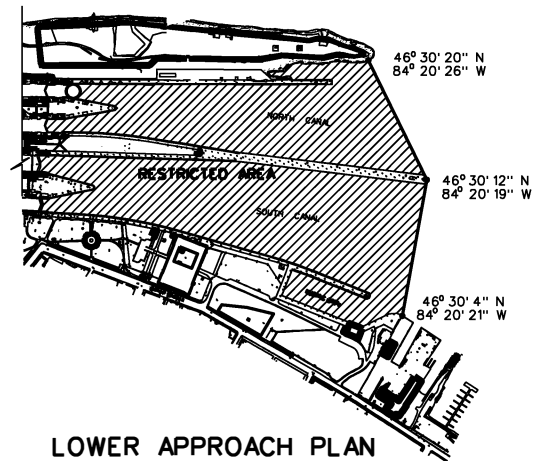 46° 30' 20" N
84° 20' 26" W
NORTH CANAL
46° 30' 12" N
84° 20' 19" W
RESTRICTED AREA
SOUTH CANAL
46° 30' 4" N
84° 20' 21" W
LOWER APPROACH PLAN